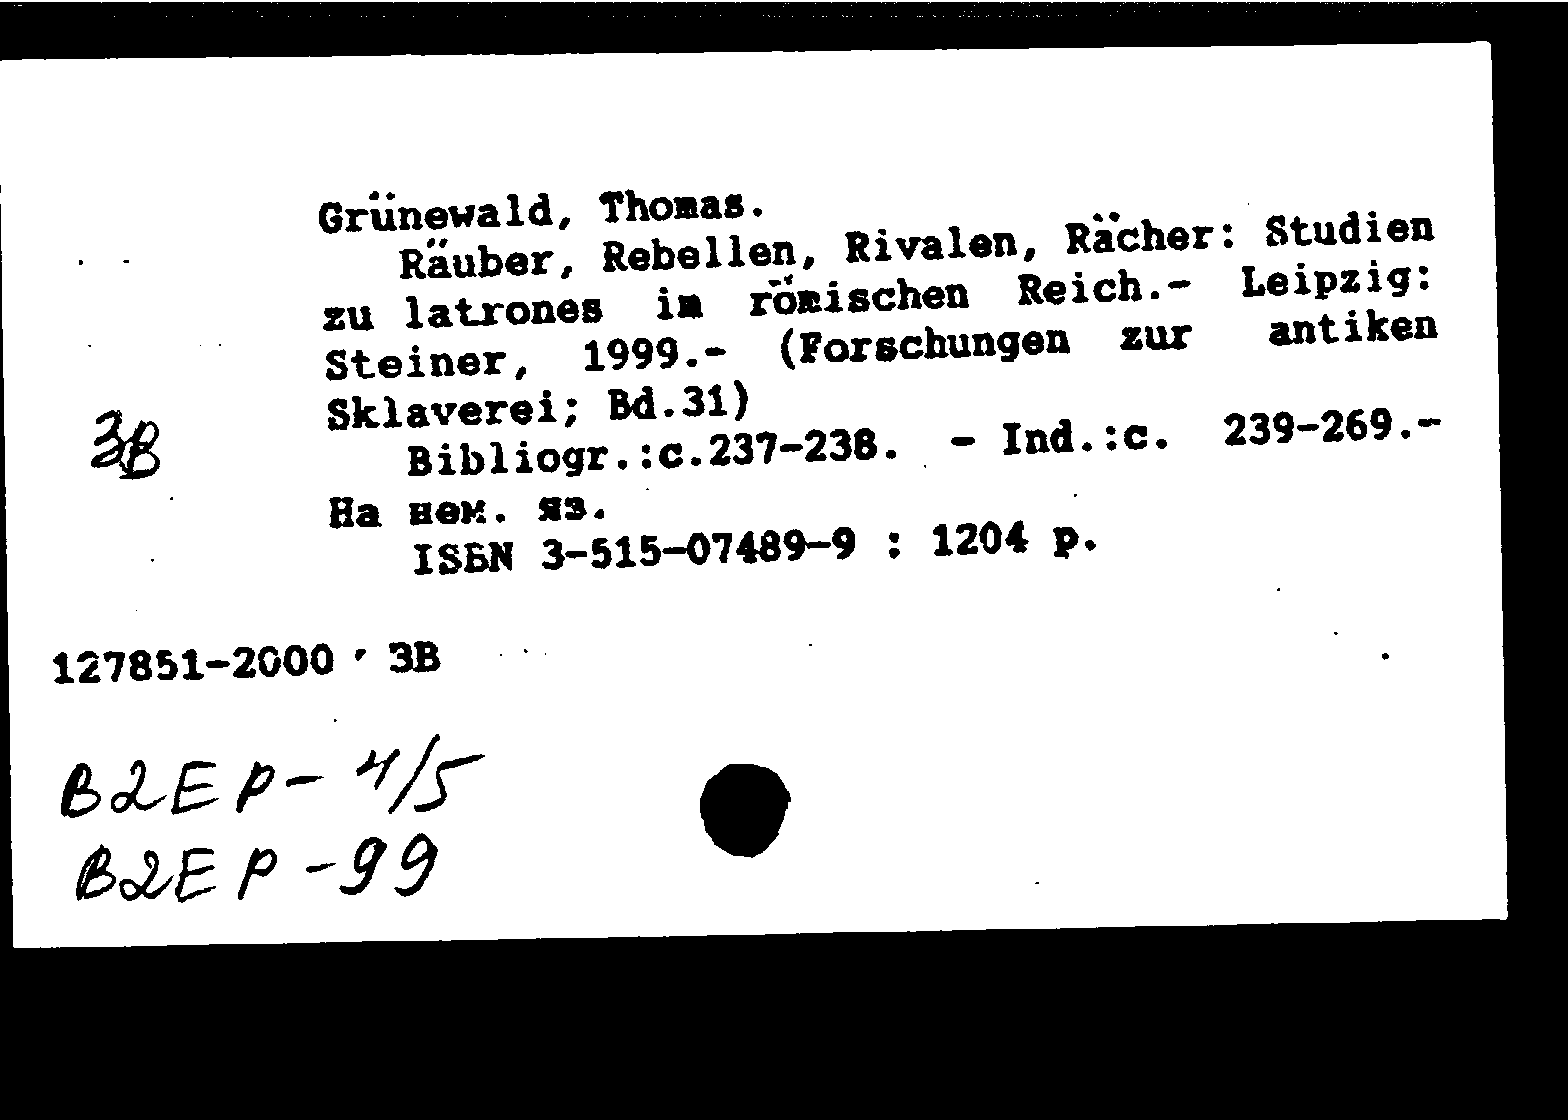 Grünewald, Thomas.
Räuber, Rebellen, Rivalen, Rächer: Studien
zu latrones im römischen Reich.- Leipzig:
Steiner, 1999.- (Forschungen zur antiken
Sklaverei; Bd.31)
Bibliogr.:с.237-238. - Ind.:с. 239-269.-
На нем. яз.
ISBN 3-515-07489-9 : 1204 р.
ЗВ
127851-2000 ЗВ
B2EP-4/5
B2EP-99